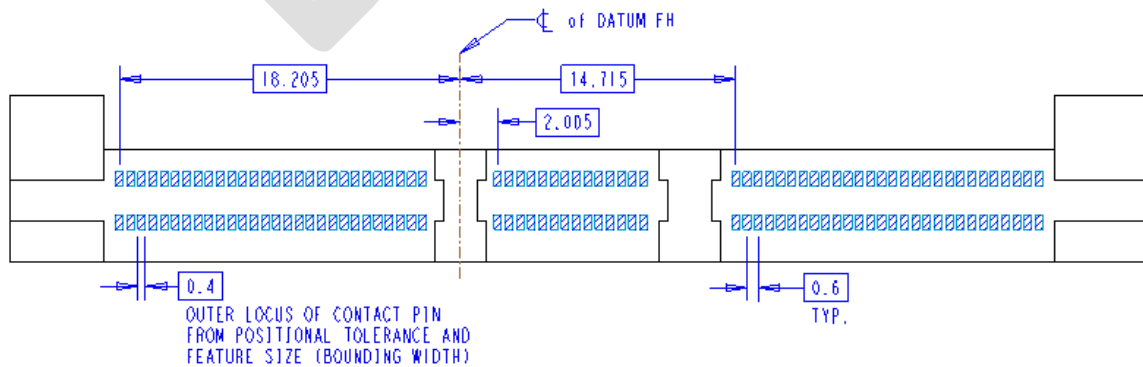 ℄ of DATUM FH
18.205
14.715
2.005
0.4
OUTER LOCUS OF CONTACT PIN
FROM POSITIONAL TOLERANCE AND
FEATURE SIZE (BOUNDING WIDTH)
0.6
TYP.